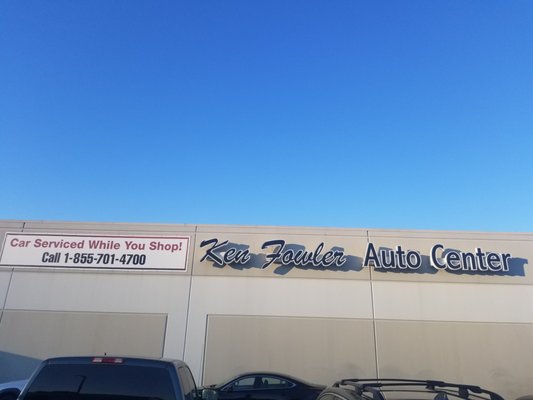 Car Serviced While You Shop!
Call 1-855-701-4700
Ken Fowler Auto Center